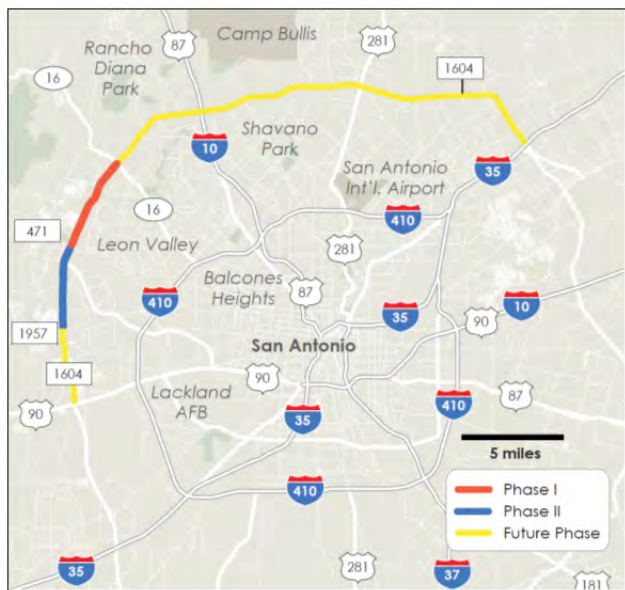 87
Camp Bullis
281
Rancho
Diana
Park
16
1604
Shavano
Park
10
35
San Antonio
Int'l. Airport
16
410
471
Leon Valley
281
410
Balcones
Heights
87
10
35
90
1957
San Antonio
1604
90
Lackland
AFB
87
90
35
410
5 miles
410
Phase I
Phase II
Future Phase
35
281
37
181